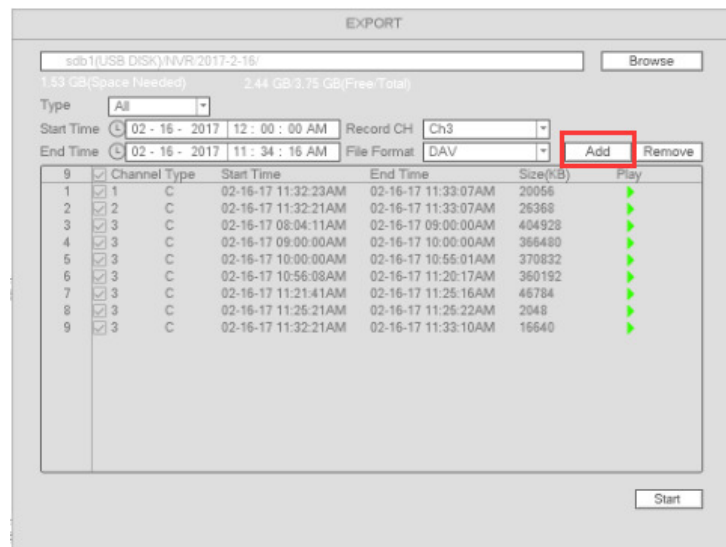 EXPORT
sdb1(USB DISK)/NVR/2017-2-16/ Browse
1.53 GB(Space Needed) 2.44 GB/3.75 GB(Free/Total)
Type All
Start Time 02 - 16 - 2017 12 : 00 : 00 AM Record CH Ch3
End Time 02 - 16 - 2017 11 : 34 : 16 AM File Format DAV Add Remove
9 Channel Type Start Time End Time Size(KB) Play
1 1 C 02-16-17 11:32:23AM 02-16-17 11:33:07AM 20056
2 2 C 02-16-17 11:32:21AM 02-16-17 11:33:07AM 26368
3 3 C 02-16-17 08:04:11AM 02-16-17 09:00:00AM 404928
4 3 C 02-16-17 09:00:00AM 02-16-17 10:00:00AM 366480
5 3 C 02-16-17 10:00:00AM 02-16-17 10:55:01AM 370832
6 3 C 02-16-17 10:56:08AM 02-16-17 11:20:17AM 360192
7 3 C 02-16-17 11:21:41AM 02-16-17 11:25:16AM 46784
8 3 C 02-16-17 11:25:21AM 02-16-17 11:25:22AM 2048
9 3 C 02-16-17 11:32:21AM 02-16-17 11:33:10AM 16640
Start